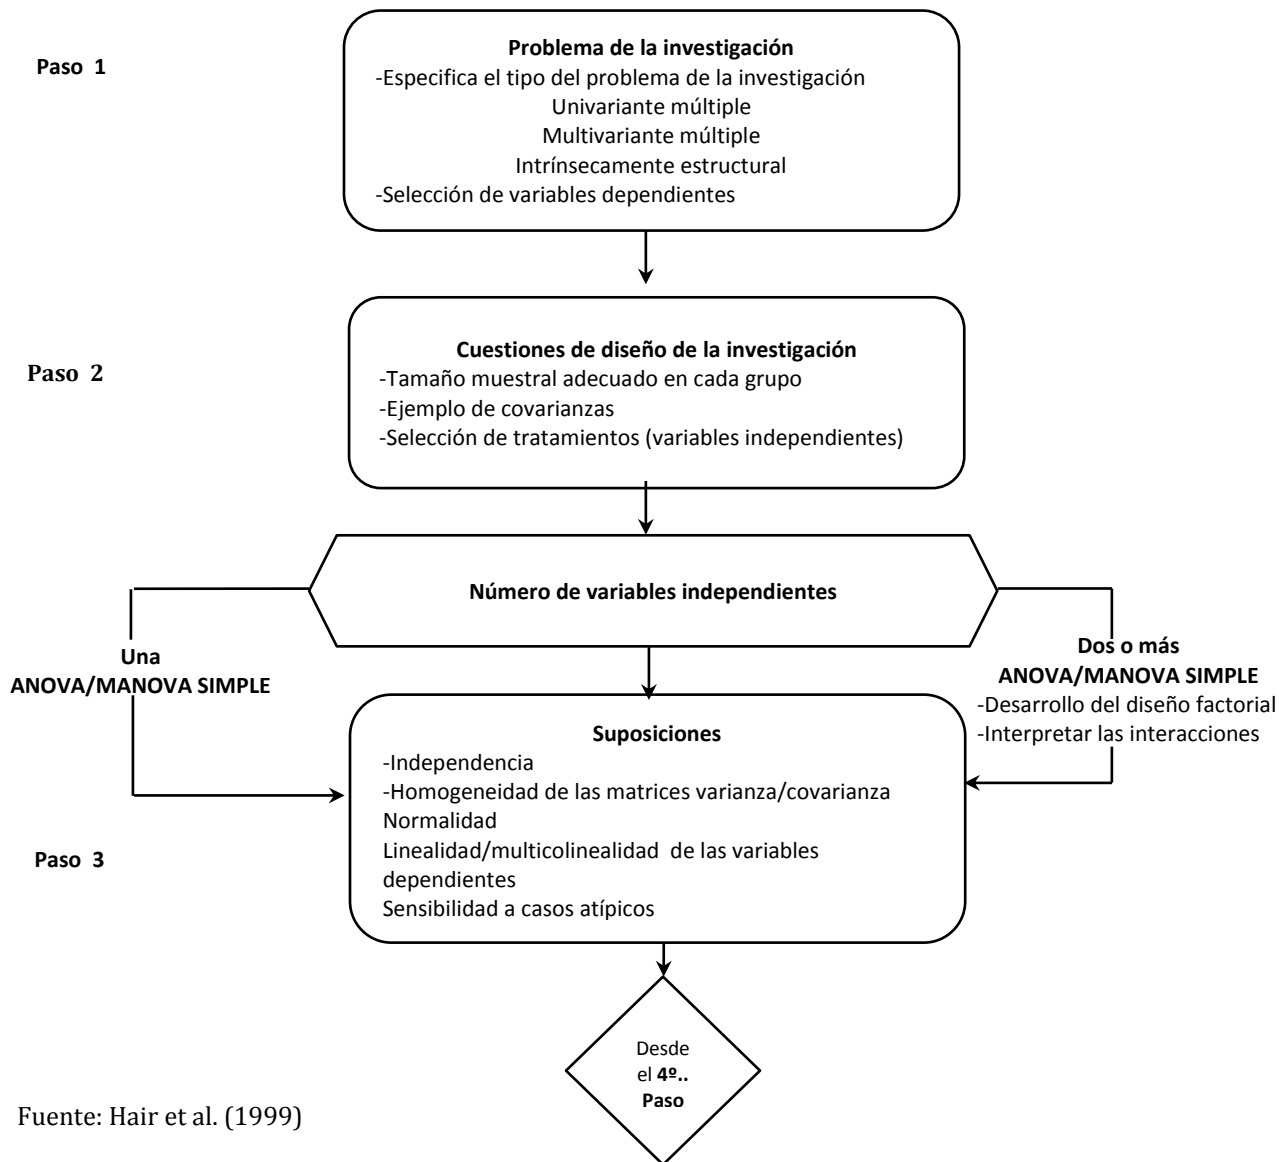 Paso 1
Problema de la investigación
-Especifica el tipo del problema de la investigación
Univariante múltiple
Multivariante múltiple
Intrínsecamente estructural
-Selección de variables dependientes
Paso 2
Cuestiones de diseño de la investigación
-Tamaño muestral adecuado en cada grupo
-Ejemplo de covarianzas
-Selección de tratamientos (variables independientes)
Número de variables independientes
Una
ANOVA/MANOVA SIMPLE
Dos o más
ANOVA/MANOVA SIMPLE
-Desarrollo del diseño factorial
-Interpretar las interacciones
Paso 3
Suposiciones
-Independencia
-Homogeneidad de las matrices varianza/covarianza
Normalidad
Linealidad/multicolinealidad de las variables
dependientes
Sensibilidad a casos atípicos
Desde
el 4º..
Paso
Fuente: Hair et al. (1999)